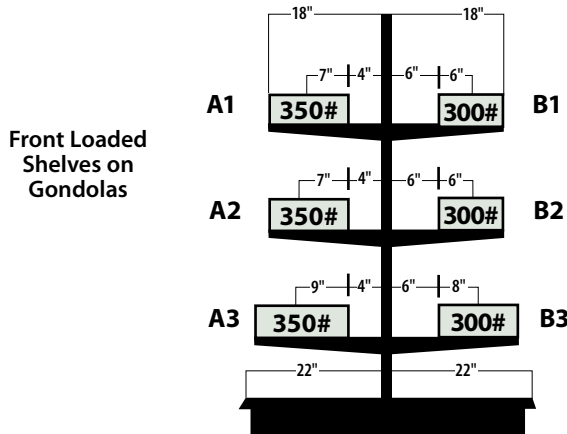 18" 18"
7" 4" 6" 6"
A1 350# 300# B1
Front Loaded
Shelves on
Gondolas
7" 4" 6" 6"
A2 350# 300# B2
9" 4" 6" 8"
A3 350# 300# B3
22" 22"